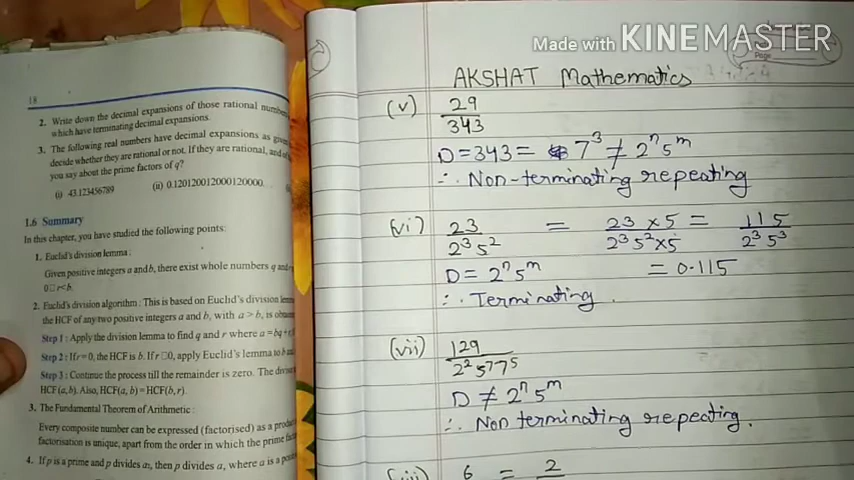 Made with KINEMASTER
18
2. Write down the decimal expansions of those rational numbers
which have terminating decimal expansions.
3. The following real numbers have decimal expansions as given
decide whether they are rational or not. If they are rational, and of
you say about the prime factors of q?
(i) 43.123456789 (ii) 0.120120012000120000...
1.6 Summary
In this chapter, you have studied the following points:
1. Euclid's division lemma :
Given positive integers a and b, there exist whole numbers q and
0□ r<b.
2. Euclid's division algorithm : This is based on Euclid's division
the HCF of any two positive integers a and b, with a > b, is
Step 1 : Apply the division lemma to find q and r where a = bq +
Step 2 : If r = 0, the HCF is b. If r□0, apply Euclid's lemma to b
Step 3 : Continue the process till the remainder is zero. The
HCF (a, b). Also, HCF(a, b) = HCF(b, r).
3. The Fundamental Theorem of Arithmetic :
Every composite number can be expressed (factorised) as a
factorisation is unique, apart from the order in which the prime
4. If p is a prime and p divides a², then p divides a, where a is a
Page
AKSHAT Mathematics
(v) 29
343
D = 343 = 7³ ≠ 2ⁿ5ᵐ
∴ Non-terminating repeating
(vi) 23 = 23 × 5 = 115
2³5² 2³5²×5 2³5³
D = 2ⁿ5ᵐ = 0.115
∴ Terminating.
(vii) 129
2²5⁷7⁵
D ≠ 2ⁿ5ᵐ
∴ Non terminating repeating.
6 = 2